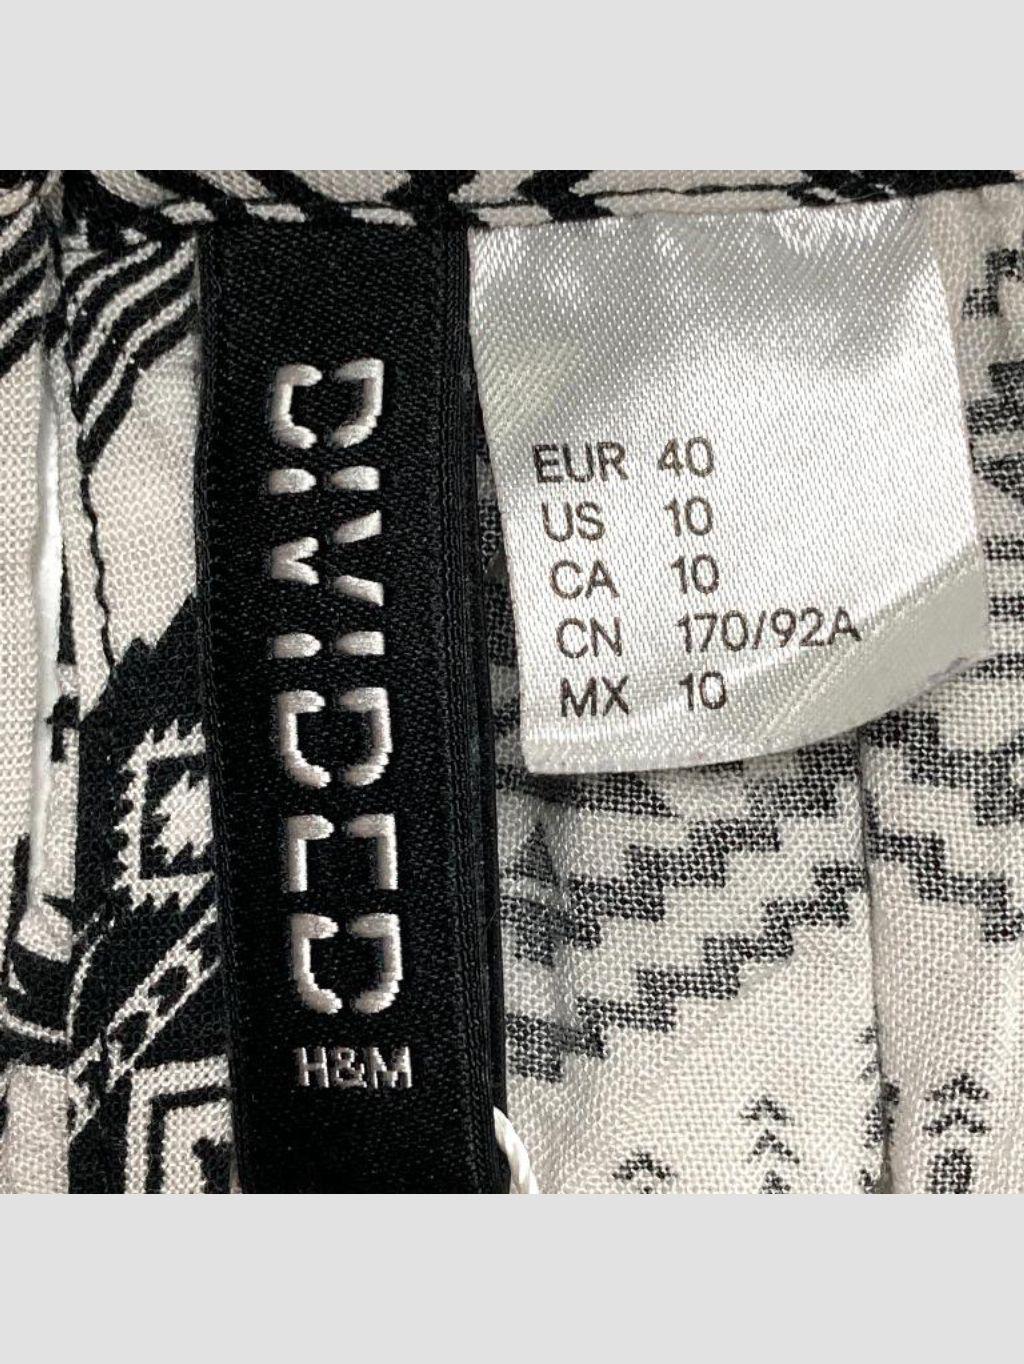 DIVIDED
H&M
EUR 40
US 10
CA 10
CN 170/92A
MX 10